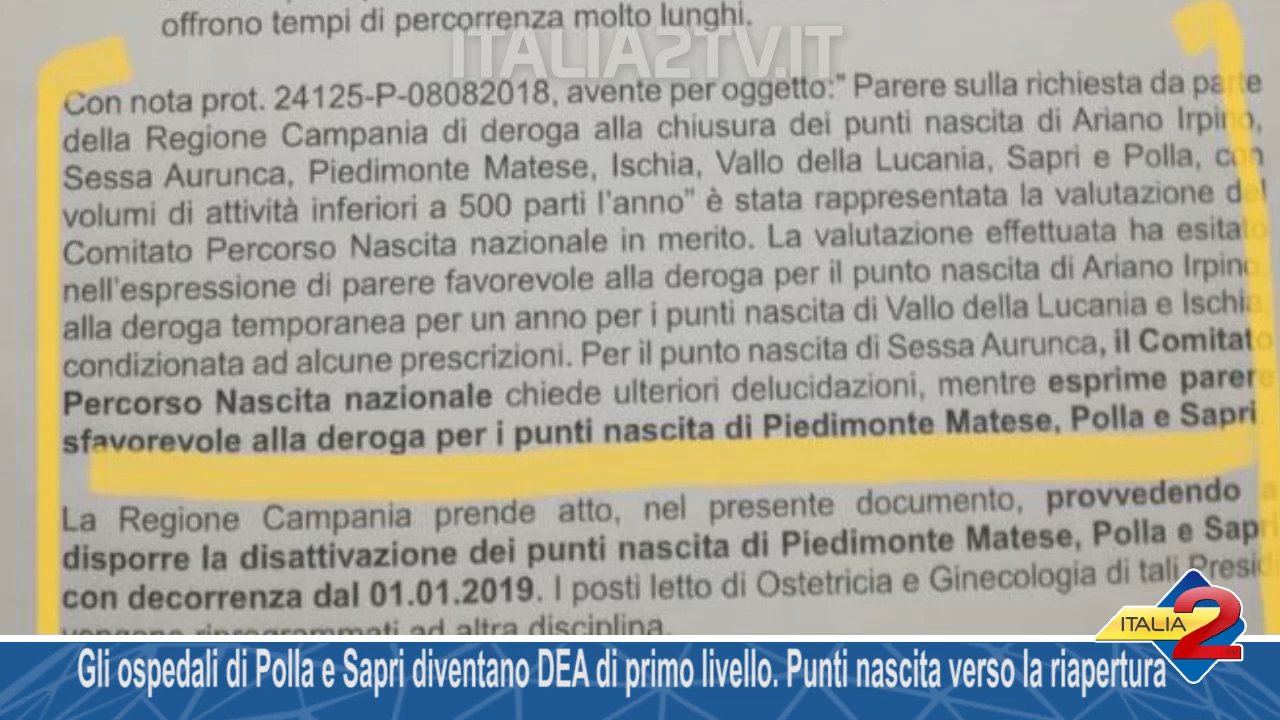 offrono tempi di percorrenza molto lunghi.
ITALIA2TV.IT
Con nota prot. 24125-P-08082018, avente per oggetto:" Parere sulla richiesta da parte
della Regione Campania di deroga alla chiusura dei punti nascita di Ariano Irpino,
Sessa Aurunca, Piedimonte Matese, Ischia, Vallo della Lucania, Sapri e Polla, con
volumi di attività inferiori a 500 parti l'anno" è stata rappresentata la valutazione del
Comitato Percorso Nascita nazionale in merito. La valutazione effettuata ha esitato
nell'espressione di parere favorevole alla deroga per il punto nascita di Ariano Irpino,
alla deroga temporanea per un anno per i punti nascita di Vallo della Lucania e Ischia,
condizionata ad alcune prescrizioni. Per il punto nascita di Sessa Aurunca, il Comitato
Percorso Nascita nazionale chiede ulteriori delucidazioni, mentre esprime parere
sfavorevole alla deroga per i punti nascita di Piedimonte Matese, Polla e Sapri
La Regione Campania prende atto, nel presente documento, provvedendo a
disporre la disattivazione dei punti nascita di Piedimonte Matese, Polla e Sapri
con decorrenza dal 01.01.2019. I posti letto di Ostetricia e Ginecologia di tali Presidi
vengono riprogrammati ad altra disciplina.
ITALIA 2
Gli ospedali di Polla e Sapri diventano DEA di primo livello. Punti nascita verso la riapertura